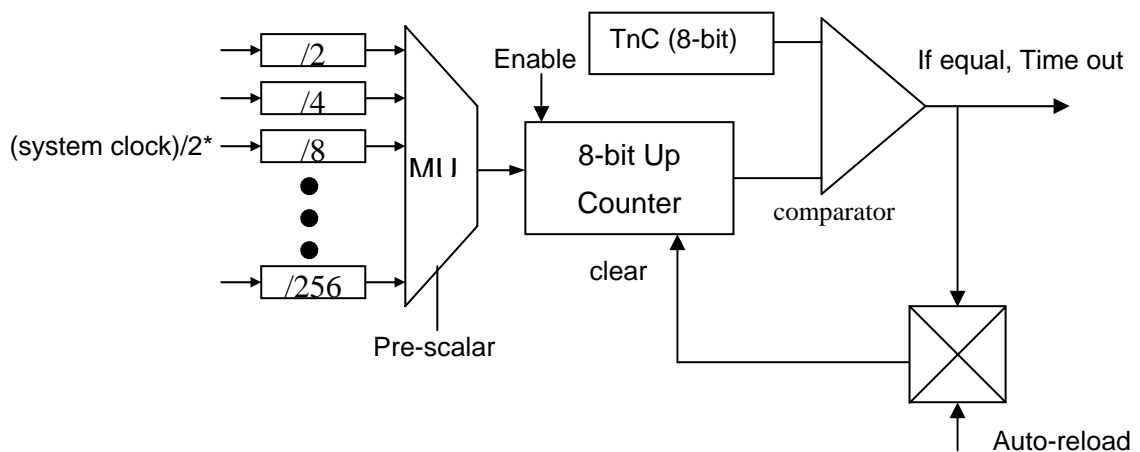 /2
TnC (8-bit)
Enable
If equal, Time out
/4
(system clock)/2*
/8
MU
8-bit Up
Counter
comparator
clear
/256
Pre-scalar
Auto-reload